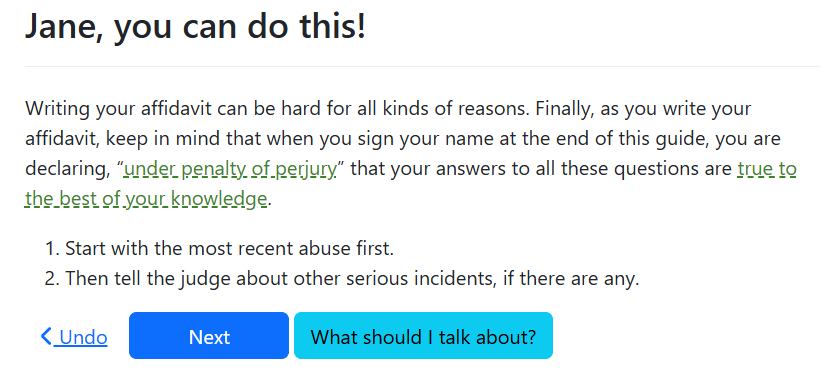 Jane, you can do this!
Writing your affidavit can be hard for all kinds of reasons. Finally, as you write your
affidavit, keep in mind that when you sign your name at the end of this guide, you are
declaring, “under penalty of perjury” that your answers to all these questions are true to
the best of your knowledge.
1. Start with the most recent abuse first.
2. Then tell the judge about other serious incidents, if there are any.
Undo Next What should I talk about?